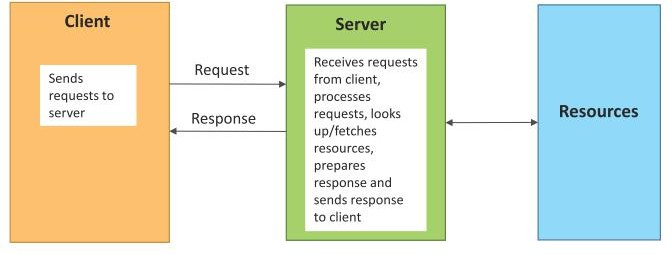 Client
Sends
requests to
server
Request
Response
Server
Receives requests
from client,
processes
requests, looks
up/fetches
resources,
prepares
response and
sends response
to client
Resources